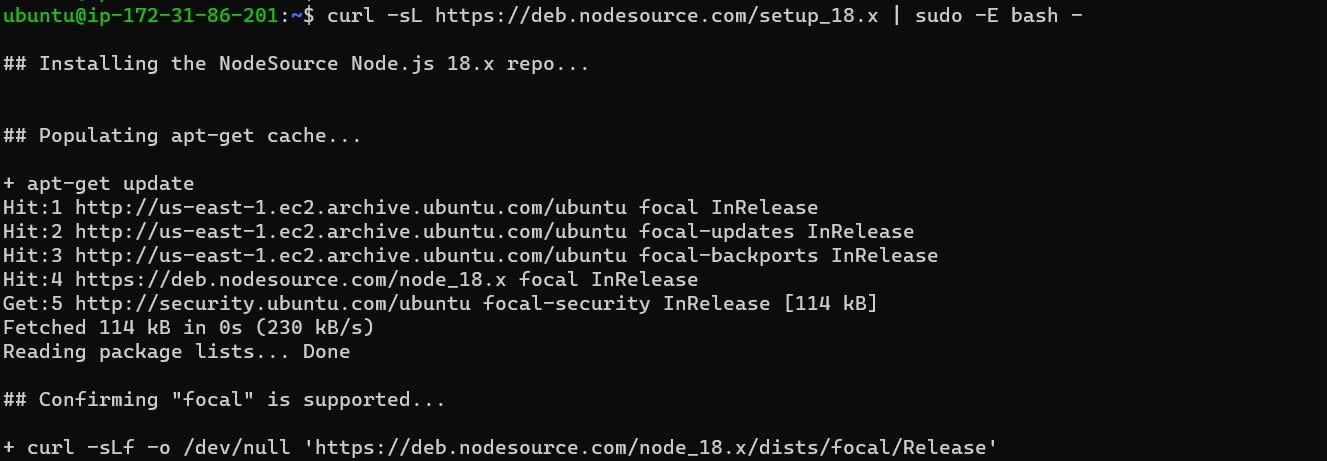 ubuntu@ip-172-31-86-201:~$ curl -sL https://deb.nodesource.com/setup_18.x | sudo -E bash -
## Installing the NodeSource Node.js 18.x repo...
## Populating apt-get cache...
+ apt-get update
Hit:1 http://us-east-1.ec2.archive.ubuntu.com/ubuntu focal InRelease
Hit:2 http://us-east-1.ec2.archive.ubuntu.com/ubuntu focal-updates InRelease
Hit:3 http://us-east-1.ec2.archive.ubuntu.com/ubuntu focal-backports InRelease
Hit:4 https://deb.nodesource.com/node_18.x focal InRelease
Get:5 http://security.ubuntu.com/ubuntu focal-security InRelease [114 kB]
Fetched 114 kB in 0s (230 kB/s)
Reading package lists... Done
## Confirming "focal" is supported...
+ curl -sLf -o /dev/null 'https://deb.nodesource.com/node_18.x/dists/focal/Release'